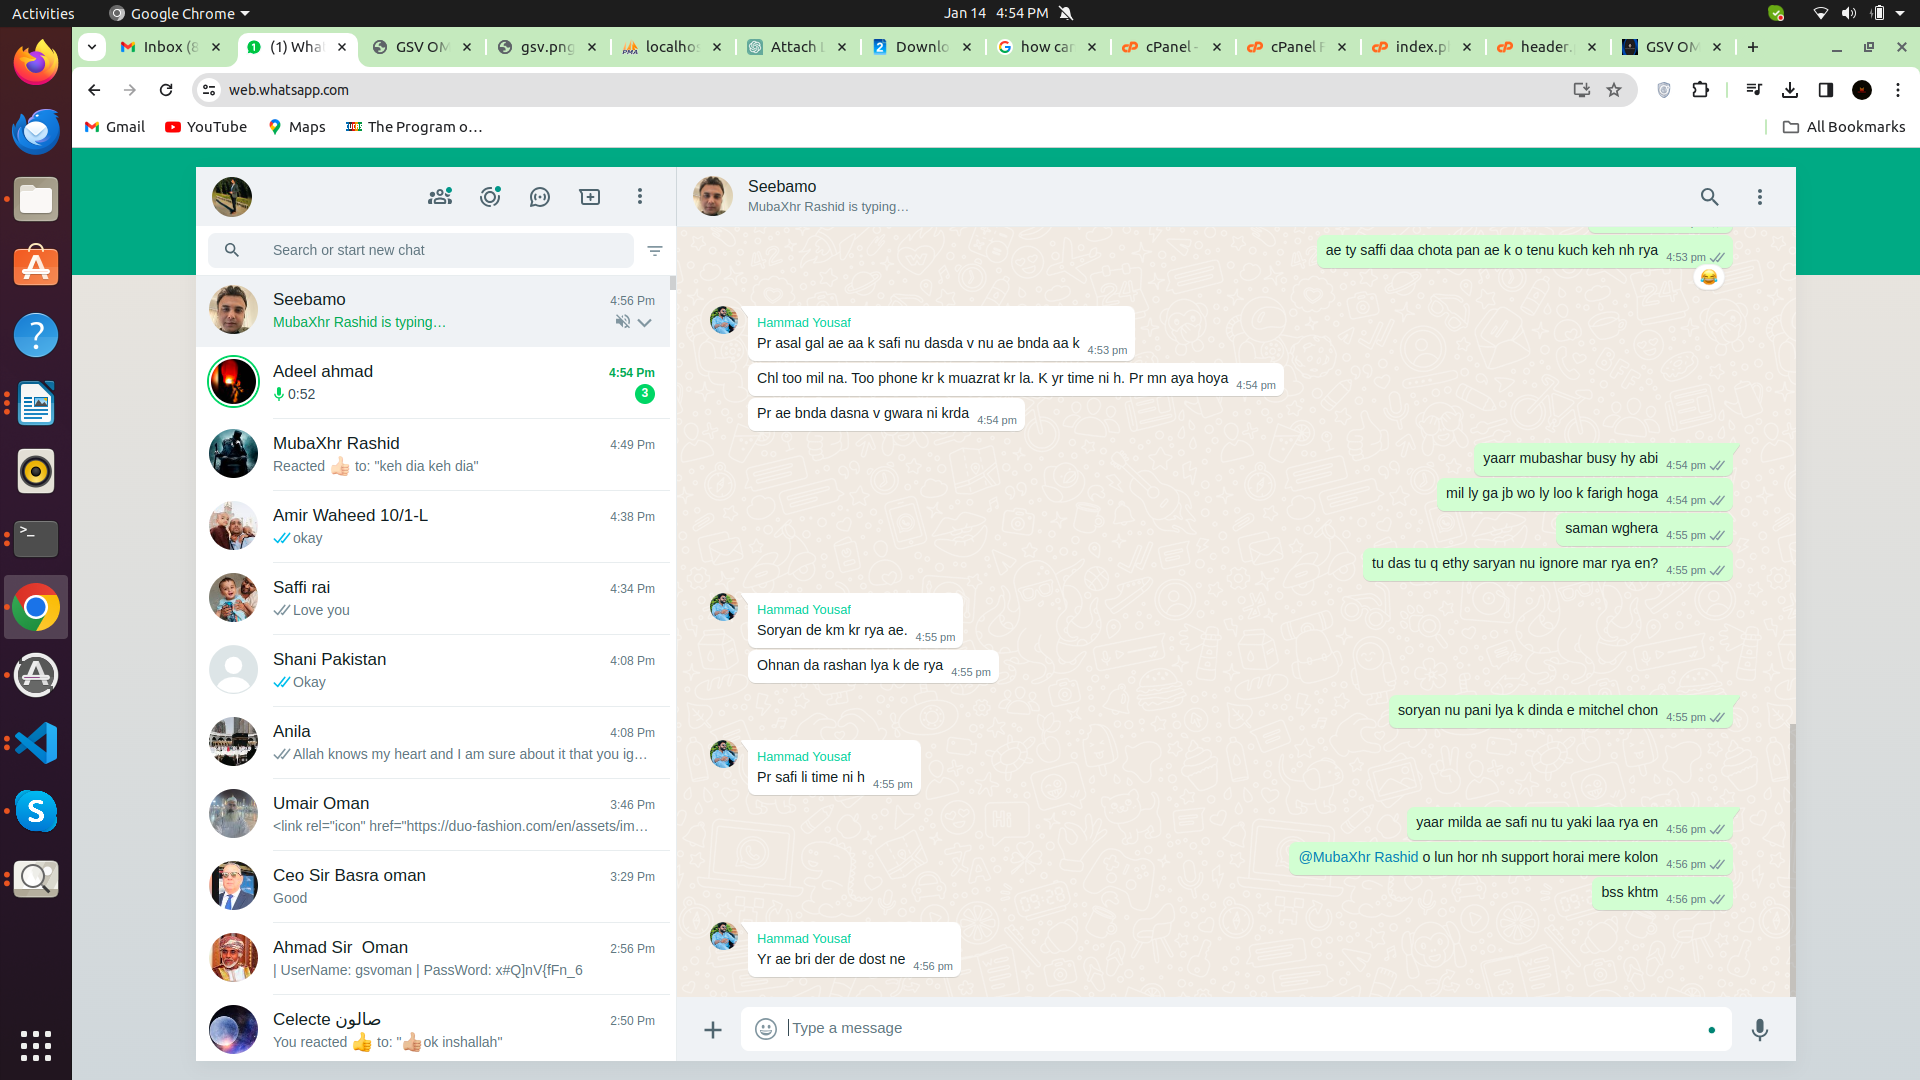 Activities
Google Chrome
Jan 14 4:54 PM
Inbox (8
(1) Wha
GSV OM
gsv.png
localho
Attach L
Downlo
how car
cPanel -
cPanel F
index.p
header.
GSV OM
web.whatsapp.com
Gmail
YouTube
Maps
The Program o…
All Bookmarks
Search or start new chat
Seebamo
4:56 Pm
MubaXhr Rashid is typing…
Adeel ahmad
4:54 Pm
0:52
3
MubaXhr Rashid
4:49 Pm
Reacted 👍🏻 to: "keh dia keh dia"
Amir Waheed 10/1-L
4:38 Pm
okay
Saffi rai
4:34 Pm
Love you
Shani Pakistan
4:08 Pm
Okay
Anila
4:08 Pm
Allah knows my heart and I am sure about it that you ig…
Umair Oman
3:46 Pm
<link rel="icon" href="https://duo-fashion.com/en/assets/im…
Ceo Sir Basra oman
3:29 Pm
Good
Ahmad Sir Oman
2:56 Pm
| UserName: gsvoman | PassWord: x#Q]nV{fFn_6
Celecte صالون
2:50 Pm
You reacted 👍 to: "👍🏼ok inshallah"
Seebamo
MubaXhr Rashid is typing…
ae ty saffi daa chota pan ae k o tenu kuch keh nh rya 4:53 pm
😂
Hammad Yousaf
Pr asal gal ae aa k safi nu dasda v nu ae bnda aa k 4:53 pm
Chl too mil na. Too phone kr k muazrat kr la. K yr time ni h. Pr mn aya hoya 4:54 pm
Pr ae bnda dasna v gwara ni krda 4:54 pm
yaarr mubashar busy hy abi 4:54 pm
mil ly ga jb wo ly loo k farigh hoga 4:54 pm
saman wghera 4:55 pm
tu das tu q ethy saryan nu ignore mar rya en? 4:55 pm
Hammad Yousaf
Soryan de km kr rya ae. 4:55 pm
Ohnan da rashan lya k de rya 4:55 pm
soryan nu pani lya k dinda e mitchel chon 4:55 pm
Hammad Yousaf
Pr safi li time ni h 4:55 pm
yaar milda ae safi nu tu yaki laa rya en 4:56 pm
@MubaXhr Rashid o lun hor nh support horai mere kolon 4:56 pm
bss khtm 4:56 pm
Hammad Yousaf
Yr ae bri der de dost ne 4:56 pm
Type a message